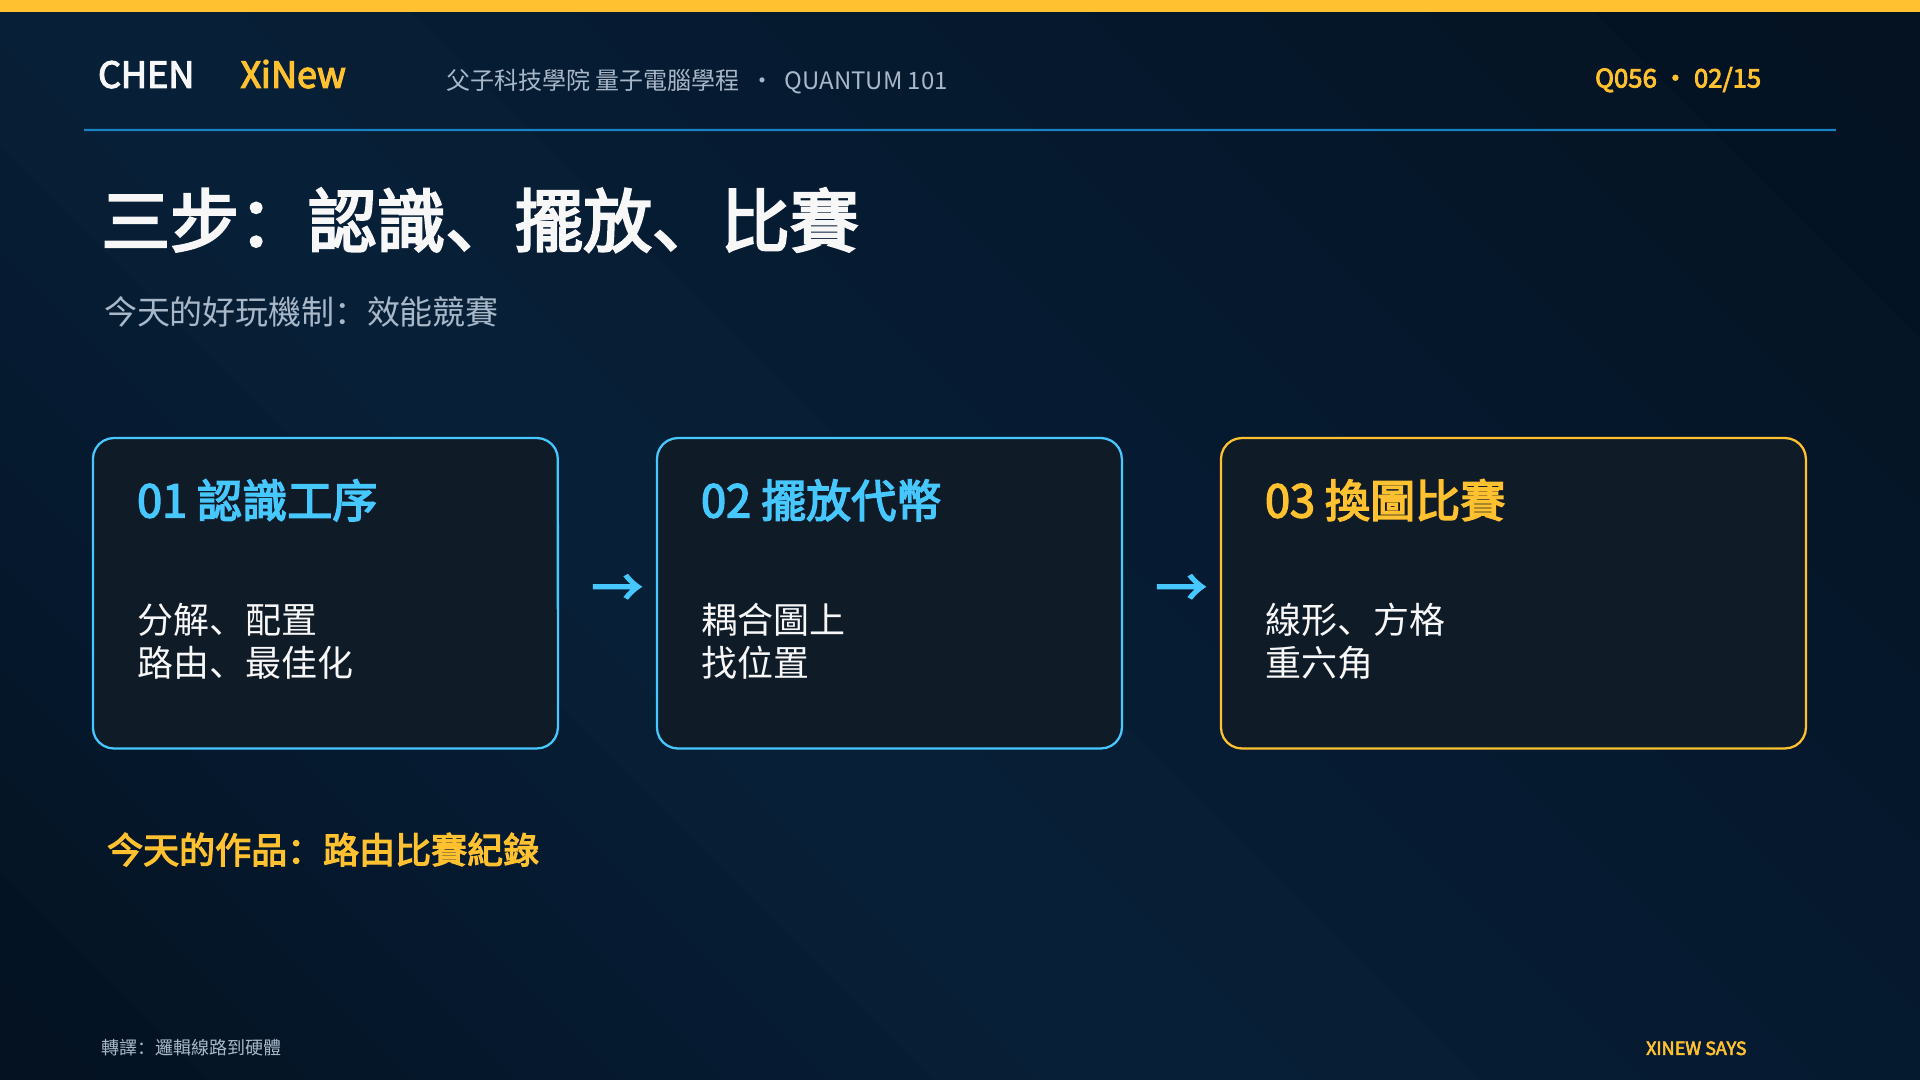 CHEN XiNew 父子科技學院 量子電腦學程 · QUANTUM 101 Q056 · 02/15
三步：認識、擺放、比賽
今天的好玩機制：效能競賽
01 認識工序
分解、配置
路由、最佳化
→
02 擺放代幣
耦合圖上
找位置
→
03 換圖比賽
線形、方格
重六角
今天的作品：路由比賽紀錄
轉譯：邏輯線路到硬體 XINEW SAYS